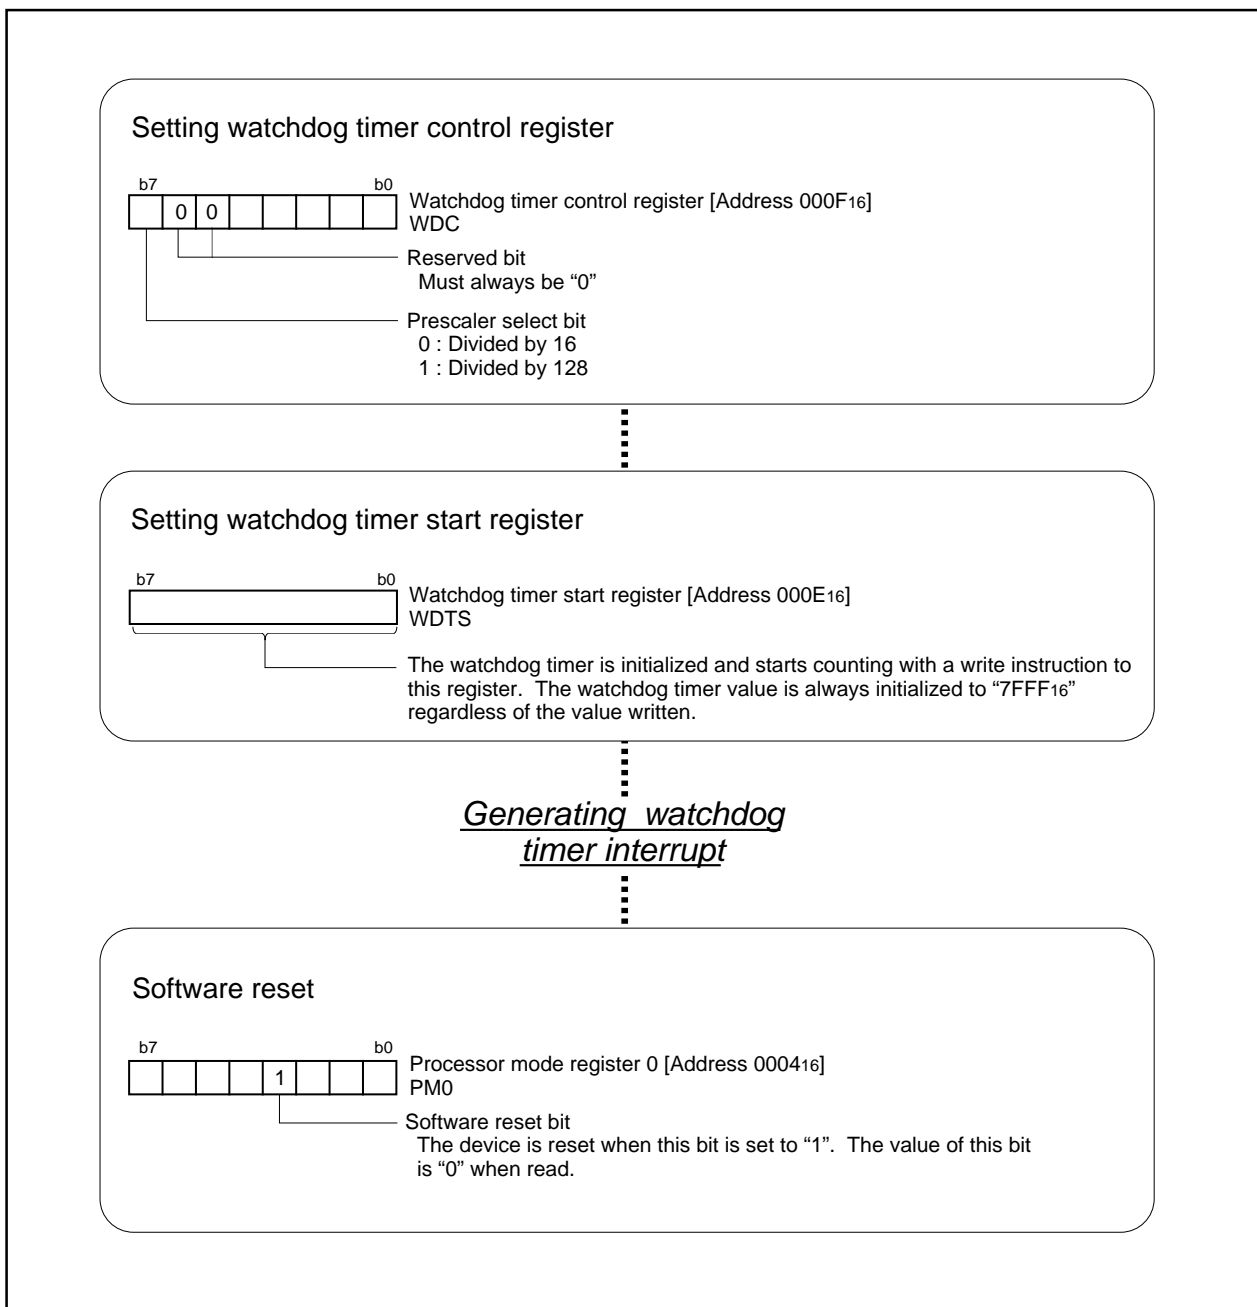 Setting watchdog timer control register
b7 b0
0 0
Watchdog timer control register [Address 000F16]
WDC
Reserved bit
Must always be “0”
Prescaler select bit
0 : Divided by 16
1 : Divided by 128
Setting watchdog timer start register
b7 b0
Watchdog timer start register [Address 000E16]
WDTS
The watchdog timer is initialized and starts counting with a write instruction to
this register. The watchdog timer value is always initialized to “7FFF16”
regardless of the value written.
Generating watchdog
timer interrupt
Software reset
b7 b0
1
Processor mode register 0 [Address 000416]
PM0
Software reset bit
The device is reset when this bit is set to “1”. The value of this bit
is “0” when read.